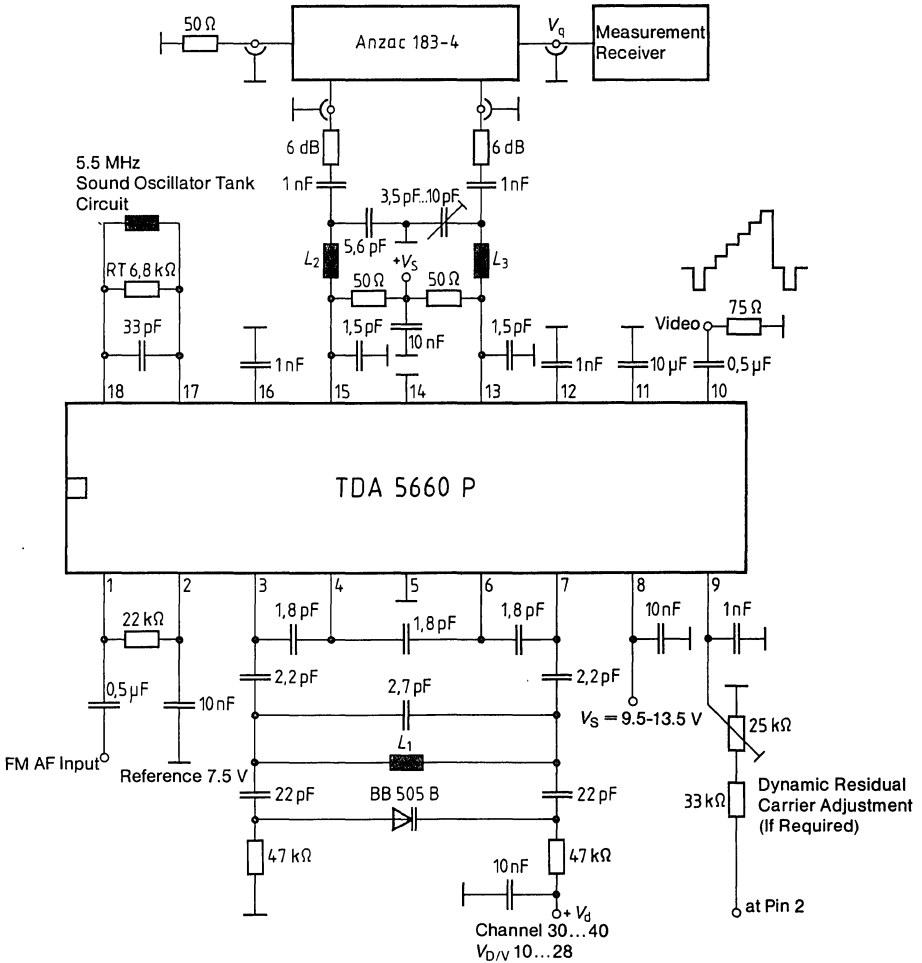 50 Ω
Anzac 183-4
Vq
Measurement
Receiver
6 dB
6 dB
5.5 MHz
Sound Oscillator Tank
Circuit
1 nF
3,5 pF...10 pF
1 nF
5,6 pF
L2
+VS
L3
RT 6,8 kΩ
50 Ω
50 Ω
75 Ω
Video
33 pF
1 nF
1,5 pF
10 nF
1,5 pF
1 nF
10 µF
0,5 µF
18
17
16
15
14
13
12
11
10
TDA 5660 P
1
2
3
4
5
6
7
8
9
22 kΩ
1,8 pF
1,8 pF
1,8 pF
10 nF
1 nF
0,5 µF
10 nF
2,2 pF
2,7 pF
2,2 pF
VS = 9.5-13.5 V
25 kΩ
L1
FM AF Input
Reference 7.5 V
22 pF
BB 505 B
22 pF
33 kΩ
Dynamic Residual
Carrier Adjustment
(If Required)
47 kΩ
10 nF
47 kΩ
+ Vd
at Pin 2
Channel 30...40
VD/V 10...28